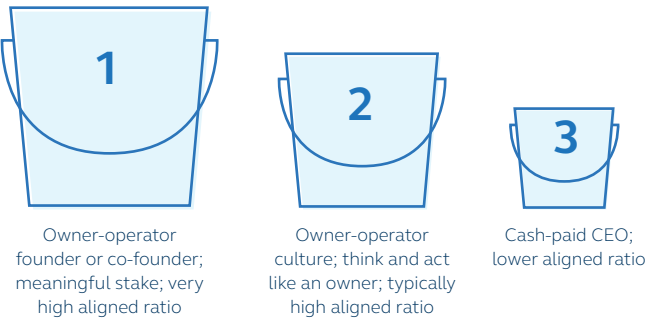 1
2
3
Owner-operator
founder or co-founder;
meaningful stake; very
high aligned ratio
Owner-operator
culture; think and act
like an owner; typically
high aligned ratio
Cash-paid CEO;
lower aligned ratio